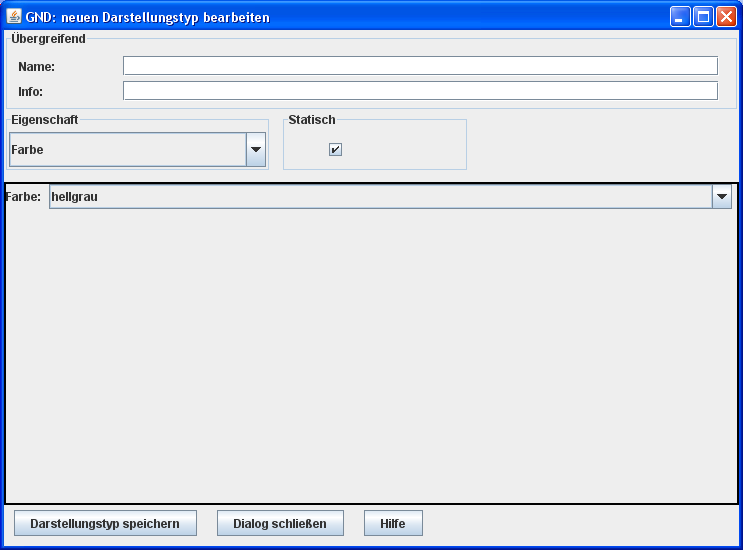 GND: neuen Darstellungstyp bearbeiten
Übergreifend
Name:
Info:
Eigenschaft
Statisch
Farbe
Farbe:
hellgrau
Darstellungstyp speichern
Dialog schließen
Hilfe